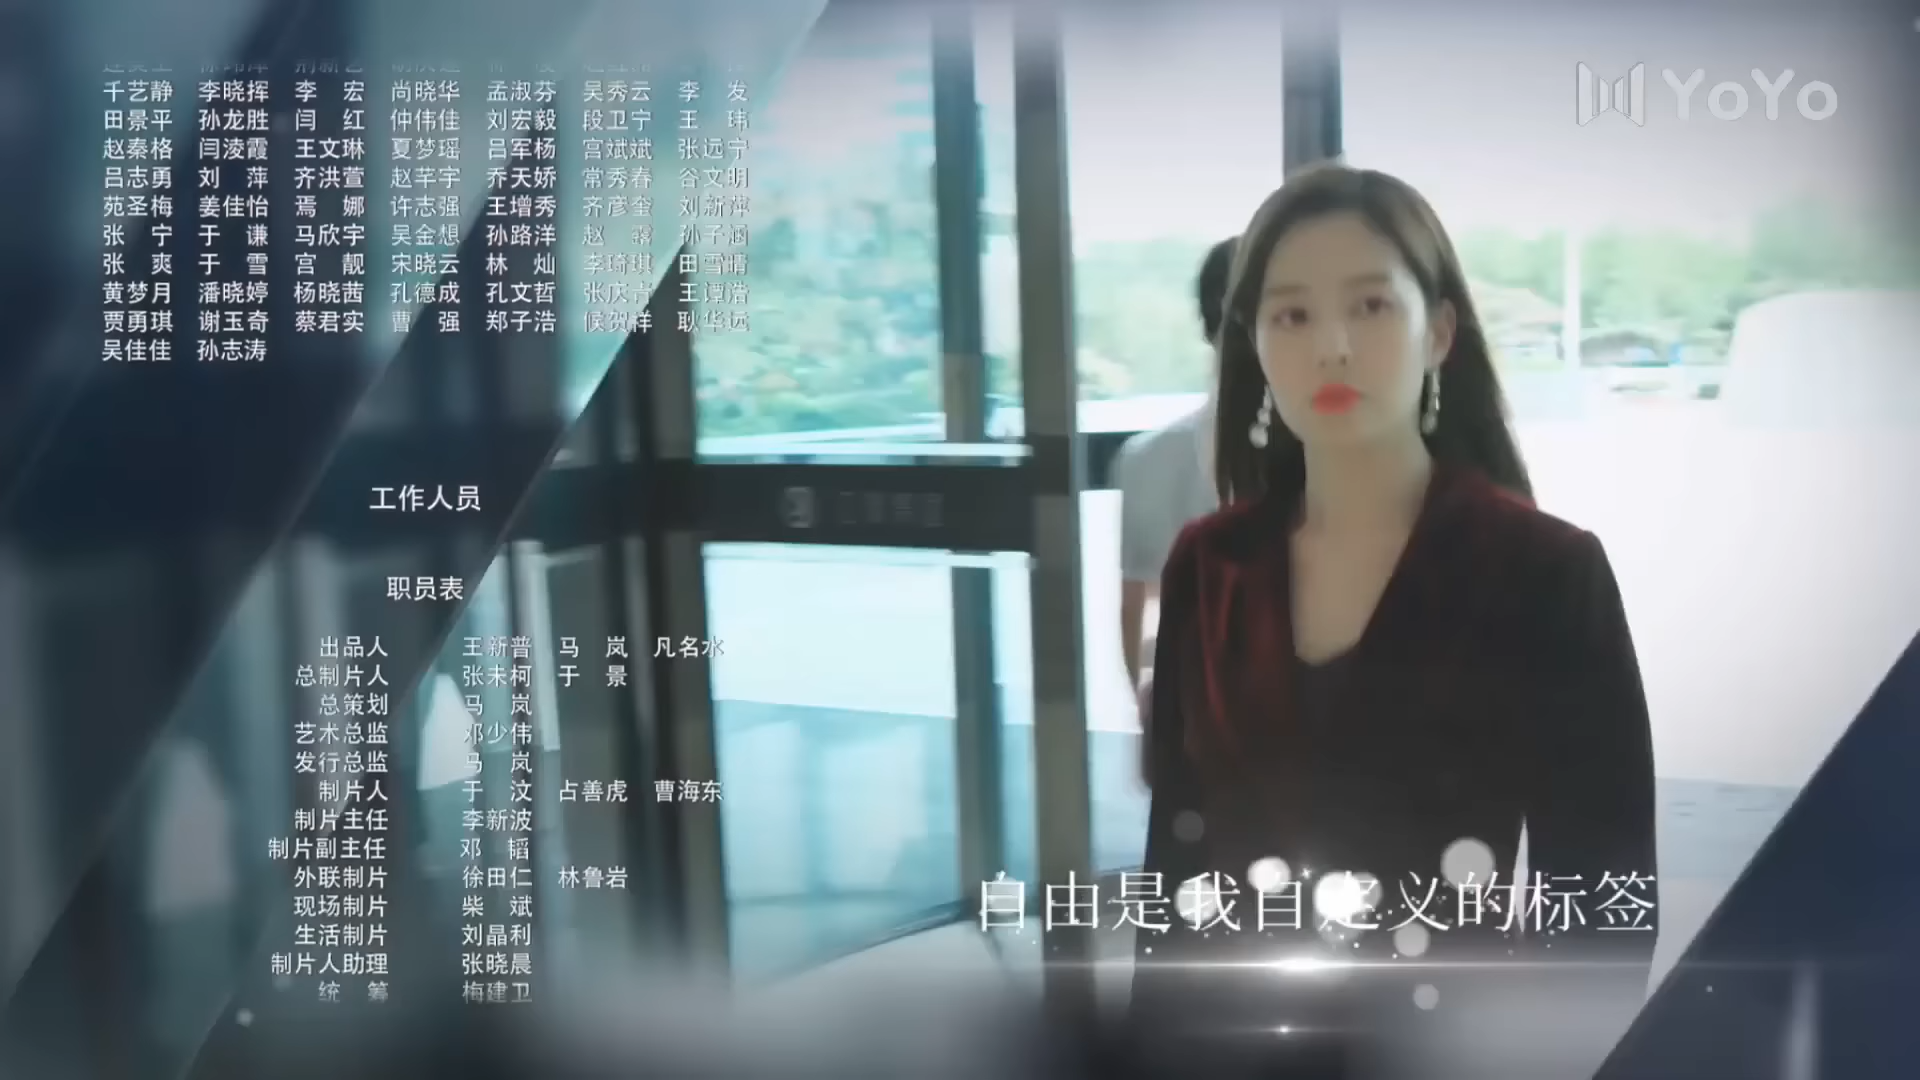 YoYo
千艺静 李晓挥 李 宏 尚晓华 孟淑芬 吴秀云 李 发
田景平 孙龙胜 闫 红 仲伟佳 刘宏毅 段卫宁 王 玮
赵秦格 闫淩霞 王文琳 夏梦瑶 吕军杨 宫斌斌 张远宁
吕志勇 刘 萍 齐洪萱 赵芊宇 乔天娇 常秀春 谷文明
苑圣梅 姜佳怡 焉 娜 许志强 王增秀 齐彦奎 刘新萍
张 宁 于 谦 马欣宇 吴金想 孙路洋 赵 露 孙子涵
张 爽 于 雪 宫 靓 宋晓云 林 灿 李琦琪 田雪晴
黄梦月 潘晓婷 杨晓茜 孔德成 孔文哲 张庆吉 王谭浩
贾勇琪 谢玉奇 蔡君实 曹 强 郑子浩 候贺祥 耿华远
吴佳佳 孙志涛
工作人员
职员表
出品人 王新普 马 岚 凡名水
总制片人 张未柯 于 景
总策划 马 岚
艺术总监 邓少伟
发行总监 马 岚
制片人 于 汶 占善虎 曹海东
制片主任 李新波
制片副主任 邓 韬
外联制片 徐田仁 林鲁岩
现场制片 柴 斌
生活制片 刘晶利
制片人助理 张晓晨
统 筹 梅建卫
自由是我自定义的标签